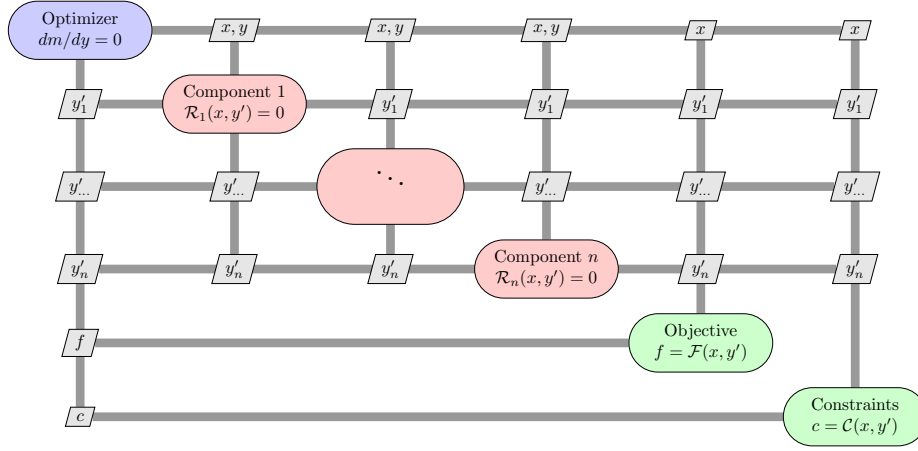 Optimizer
dm/dy = 0
x, y
x, y
x, y
x
x
y′₁
Component 1
ℛ₁(x, y′) = 0
y′₁
y′₁
y′₁
y′₁
y′...
y′...
⋱
y′...
y′...
y′...
y′ₙ
y′ₙ
y′ₙ
Component n
ℛₙ(x, y′) = 0
y′ₙ
y′ₙ
f
Objective
f = ℱ(x, y′)
c
Constraints
c = 𝒞(x, y′)